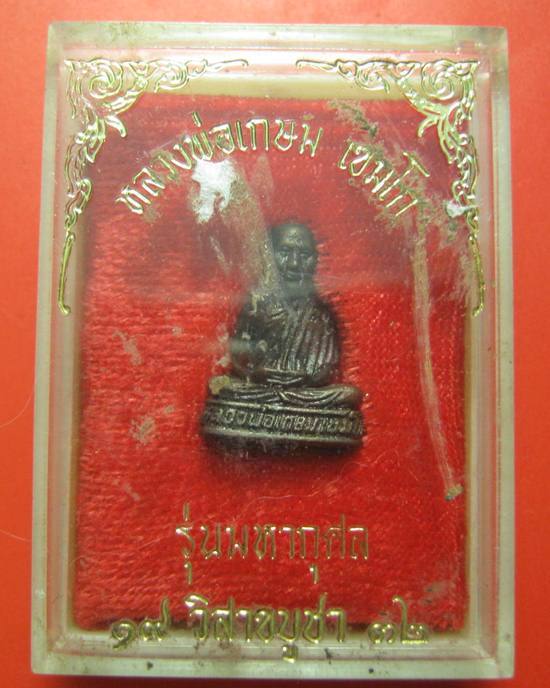 หลวงพ่อเกษม เขมโก
หลวงพ่อเกษมเขมโก
รุ่นมหากุศล
๑๗ วิสาขบูชา ๓๒